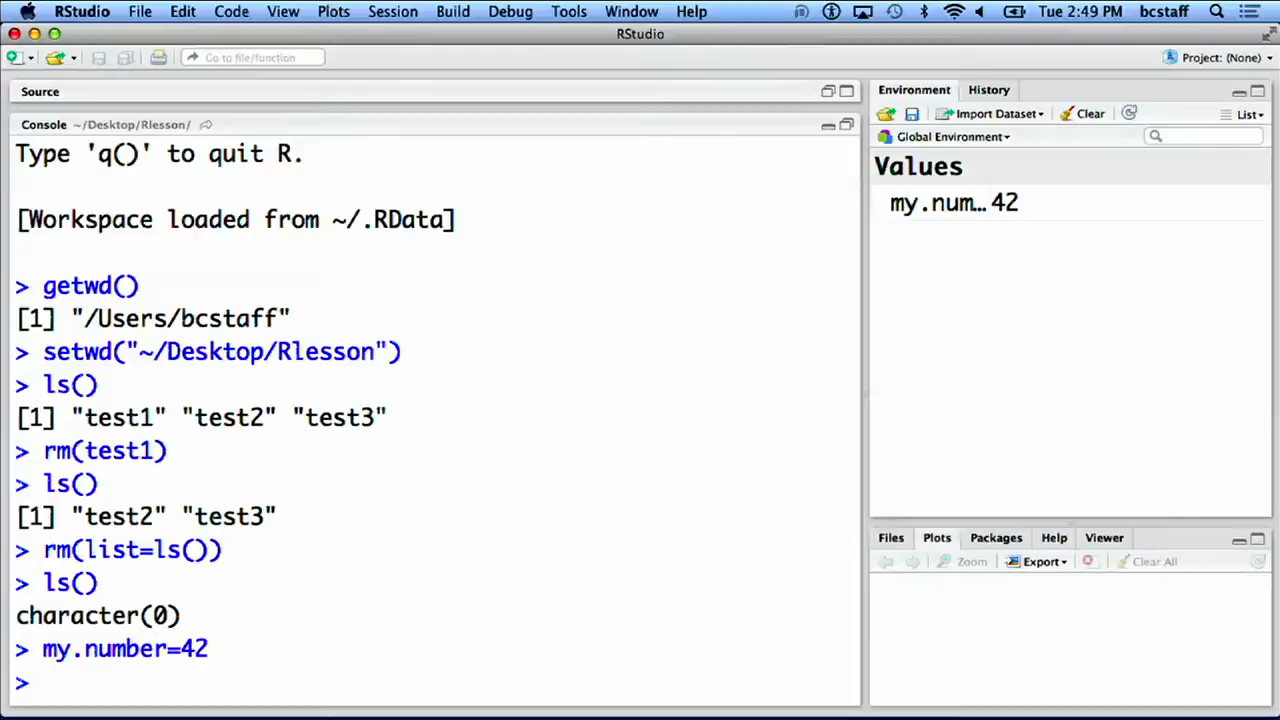 RStudio File Edit Code View Plots Session Build Debug Tools Window Help Tue 2:49 PM bcstaff
RStudio
Go to file/function Project: (None)
Source
Console ~/Desktop/Rlesson/
Type 'q()' to quit R.
[Workspace loaded from ~/.RData]
> getwd()
[1] "/Users/bcstaff"
> setwd("~/Desktop/Rlesson")
> ls()
[1] "test1" "test2" "test3"
> rm(test1)
> ls()
[1] "test2" "test3"
> rm(list=ls())
> ls()
character(0)
> my.number=42
>
Environment History
Import Dataset Clear List
Global Environment
Values
my.num… 42
Files Plots Packages Help Viewer
Zoom Export Clear All